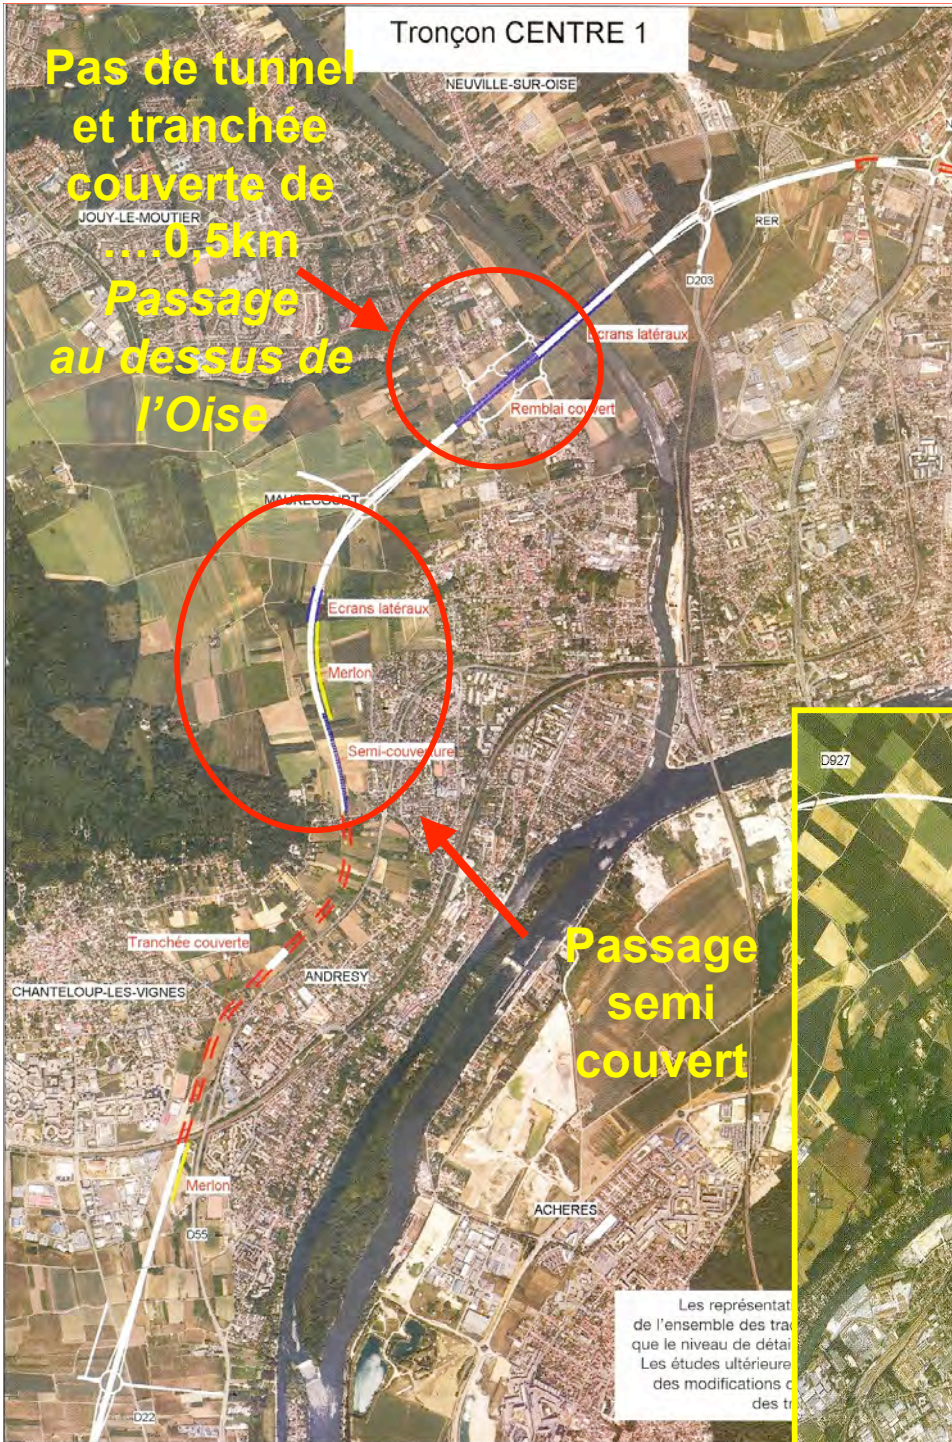 Tronçon CENTRE 1
Pas de tunnel
et tranchée
couverte de
....0,5km
Passage
au dessus de
l'Oise
NEUVILLE-SUR-OISE
JOUY-LE-MOUTIER
RER
D203
Ecrans latéraux
Remblai couvert
MAURECOURT
Ecrans latéraux
Merlon
Semi-couverture
D927
Tranchée couverte
ANDRESY
CHANTELOUP-LES-VIGNES
Passage
semi
couvert
Merlon
ACHERES
D55
D22
Les représentat
de l'ensemble des tra
que le niveau de détai
Les études ultérieure
des modifications
des tr